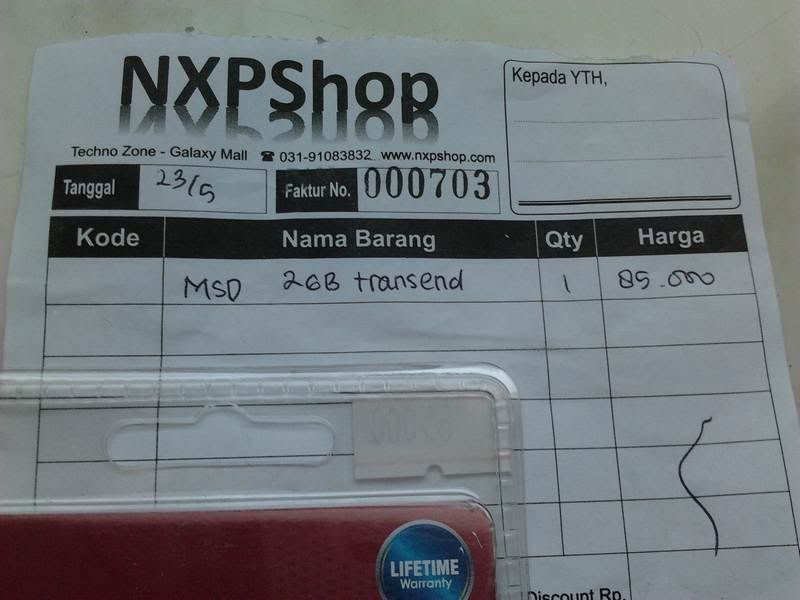 NXPShop
Kepada YTH,
Techno Zone - Galaxy Mall ☎ 031-91083832 www.nxpshop.com
Tanggal 23/5 Faktur No. 000703
Kode Nama Barang Qty Harga
MSD 2GB transend 1 85.000
LIFETIME
Warranty
Discount Rp.